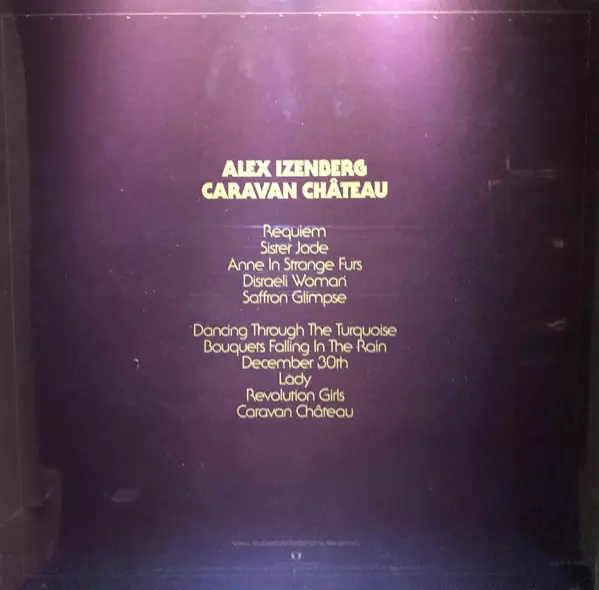 ALEX IZENBERG
CARAVAN CHÂTEAU
Requiem
Sister Jade
Anne In Strange Furs
Disraeli Woman
Saffron Glimpse
Dancing Through The Turquoise
Bouquets Falling In The Rain
December 30th
Lady
Revolution Girls
Caravan Château